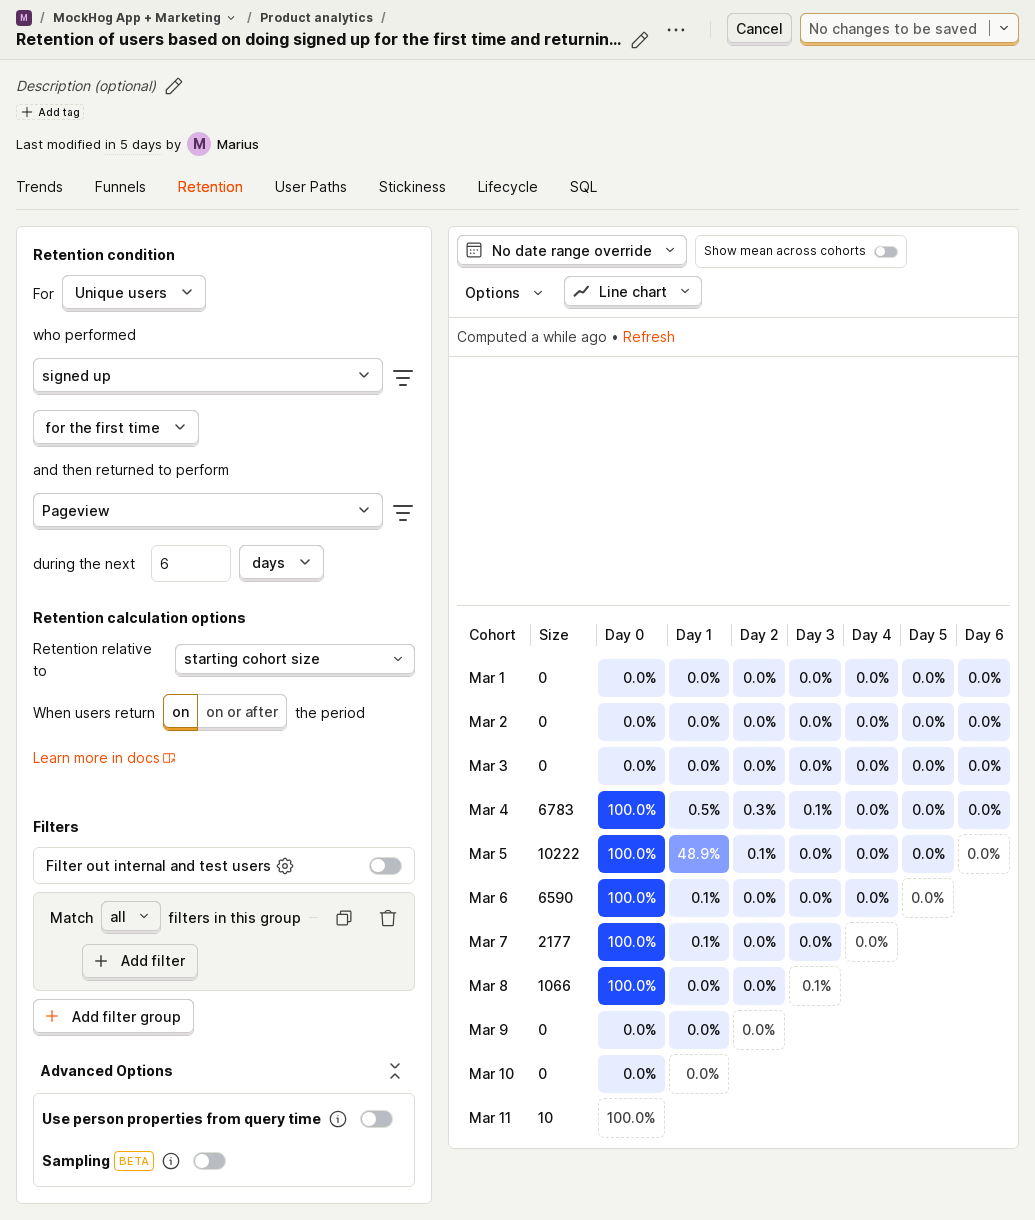 M / MockHog App + Marketing / Product analytics /
Retention of users based on doing signed up for the first time and returnin...
Cancel
No changes to be saved
Description (optional)
Add tag
Last modified in 5 days by M Marius
Trends Funnels Retention User Paths Stickiness Lifecycle SQL
Retention condition
For Unique users
who performed
signed up
for the first time
and then returned to perform
Pageview
during the next 6 days
Retention calculation options
Retention relative
to
starting cohort size
When users return on on or after the period
Learn more in docs
Filters
Filter out internal and test users
Match all filters in this group
Add filter
Add filter group
Advanced Options
Use person properties from query time
Sampling BETA
No date range override
Show mean across cohorts
Options
Line chart
Computed a while ago • Refresh
Cohort Size Day 0 Day 1 Day 2 Day 3 Day 4 Day 5 Day 6
Mar 1 0 0.0% 0.0% 0.0% 0.0% 0.0% 0.0% 0.0%
Mar 2 0 0.0% 0.0% 0.0% 0.0% 0.0% 0.0% 0.0%
Mar 3 0 0.0% 0.0% 0.0% 0.0% 0.0% 0.0% 0.0%
Mar 4 6783 100.0% 0.5% 0.3% 0.1% 0.0% 0.0% 0.0%
Mar 5 10222 100.0% 48.9% 0.1% 0.0% 0.0% 0.0% 0.0%
Mar 6 6590 100.0% 0.1% 0.0% 0.0% 0.0% 0.0%
Mar 7 2177 100.0% 0.1% 0.0% 0.0% 0.0%
Mar 8 1066 100.0% 0.0% 0.0% 0.1%
Mar 9 0 0.0% 0.0% 0.0%
Mar 10 0 0.0% 0.0%
Mar 11 10 100.0%